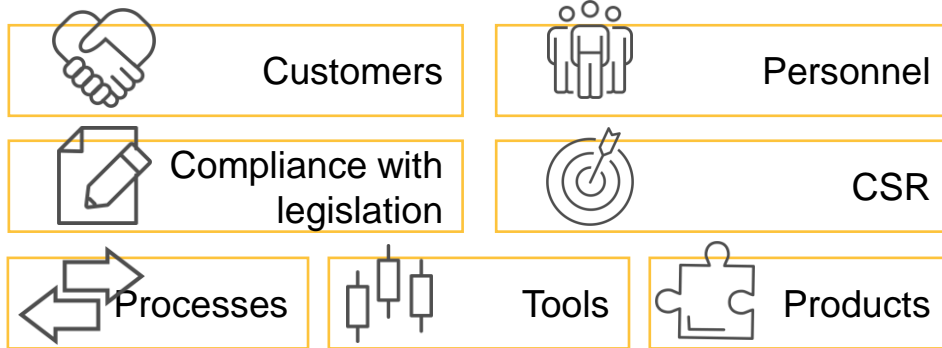 Customers
Personnel
Compliance with
legislation
CSR
Processes
Tools
Products